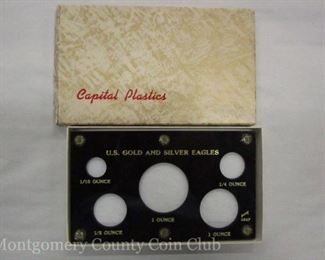 Capital Plastics
U.S. GOLD AND SILVER EAGLES
1/10 OUNCE
1/4 OUNCE
1 OUNCE
1/2 OUNCE
1 OUNCE
Montgomery County Coin Club